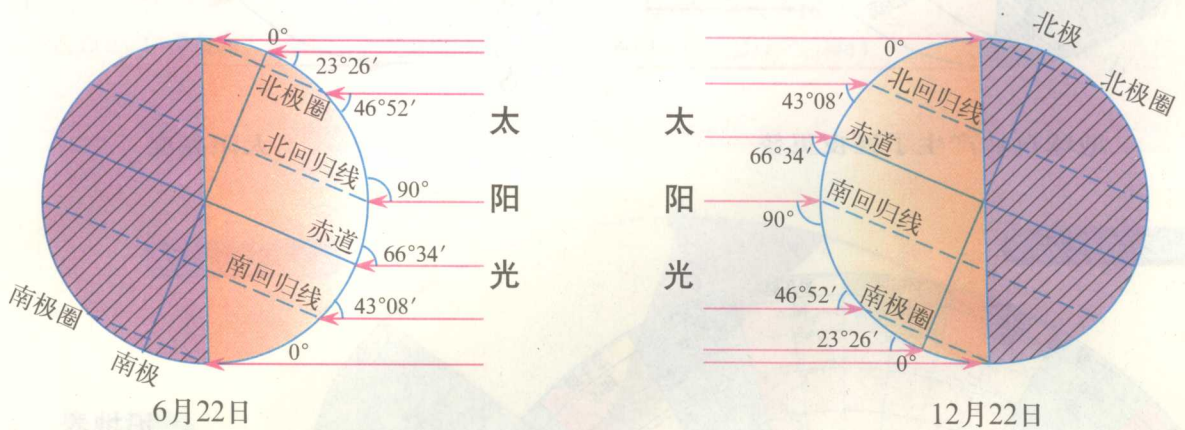 0°
23°26′
北极圈
46°52′
北回归线
90°
赤道
66°34′
南回归线
43°08′
0°
南极圈
南极
6月22日
太
阳
光
太
阳
光
北极
0°
北极圈
43°08′
北回归线
赤道
66°34′
南回归线
90°
46°52′
南极圈
23°26′
0°
12月22日